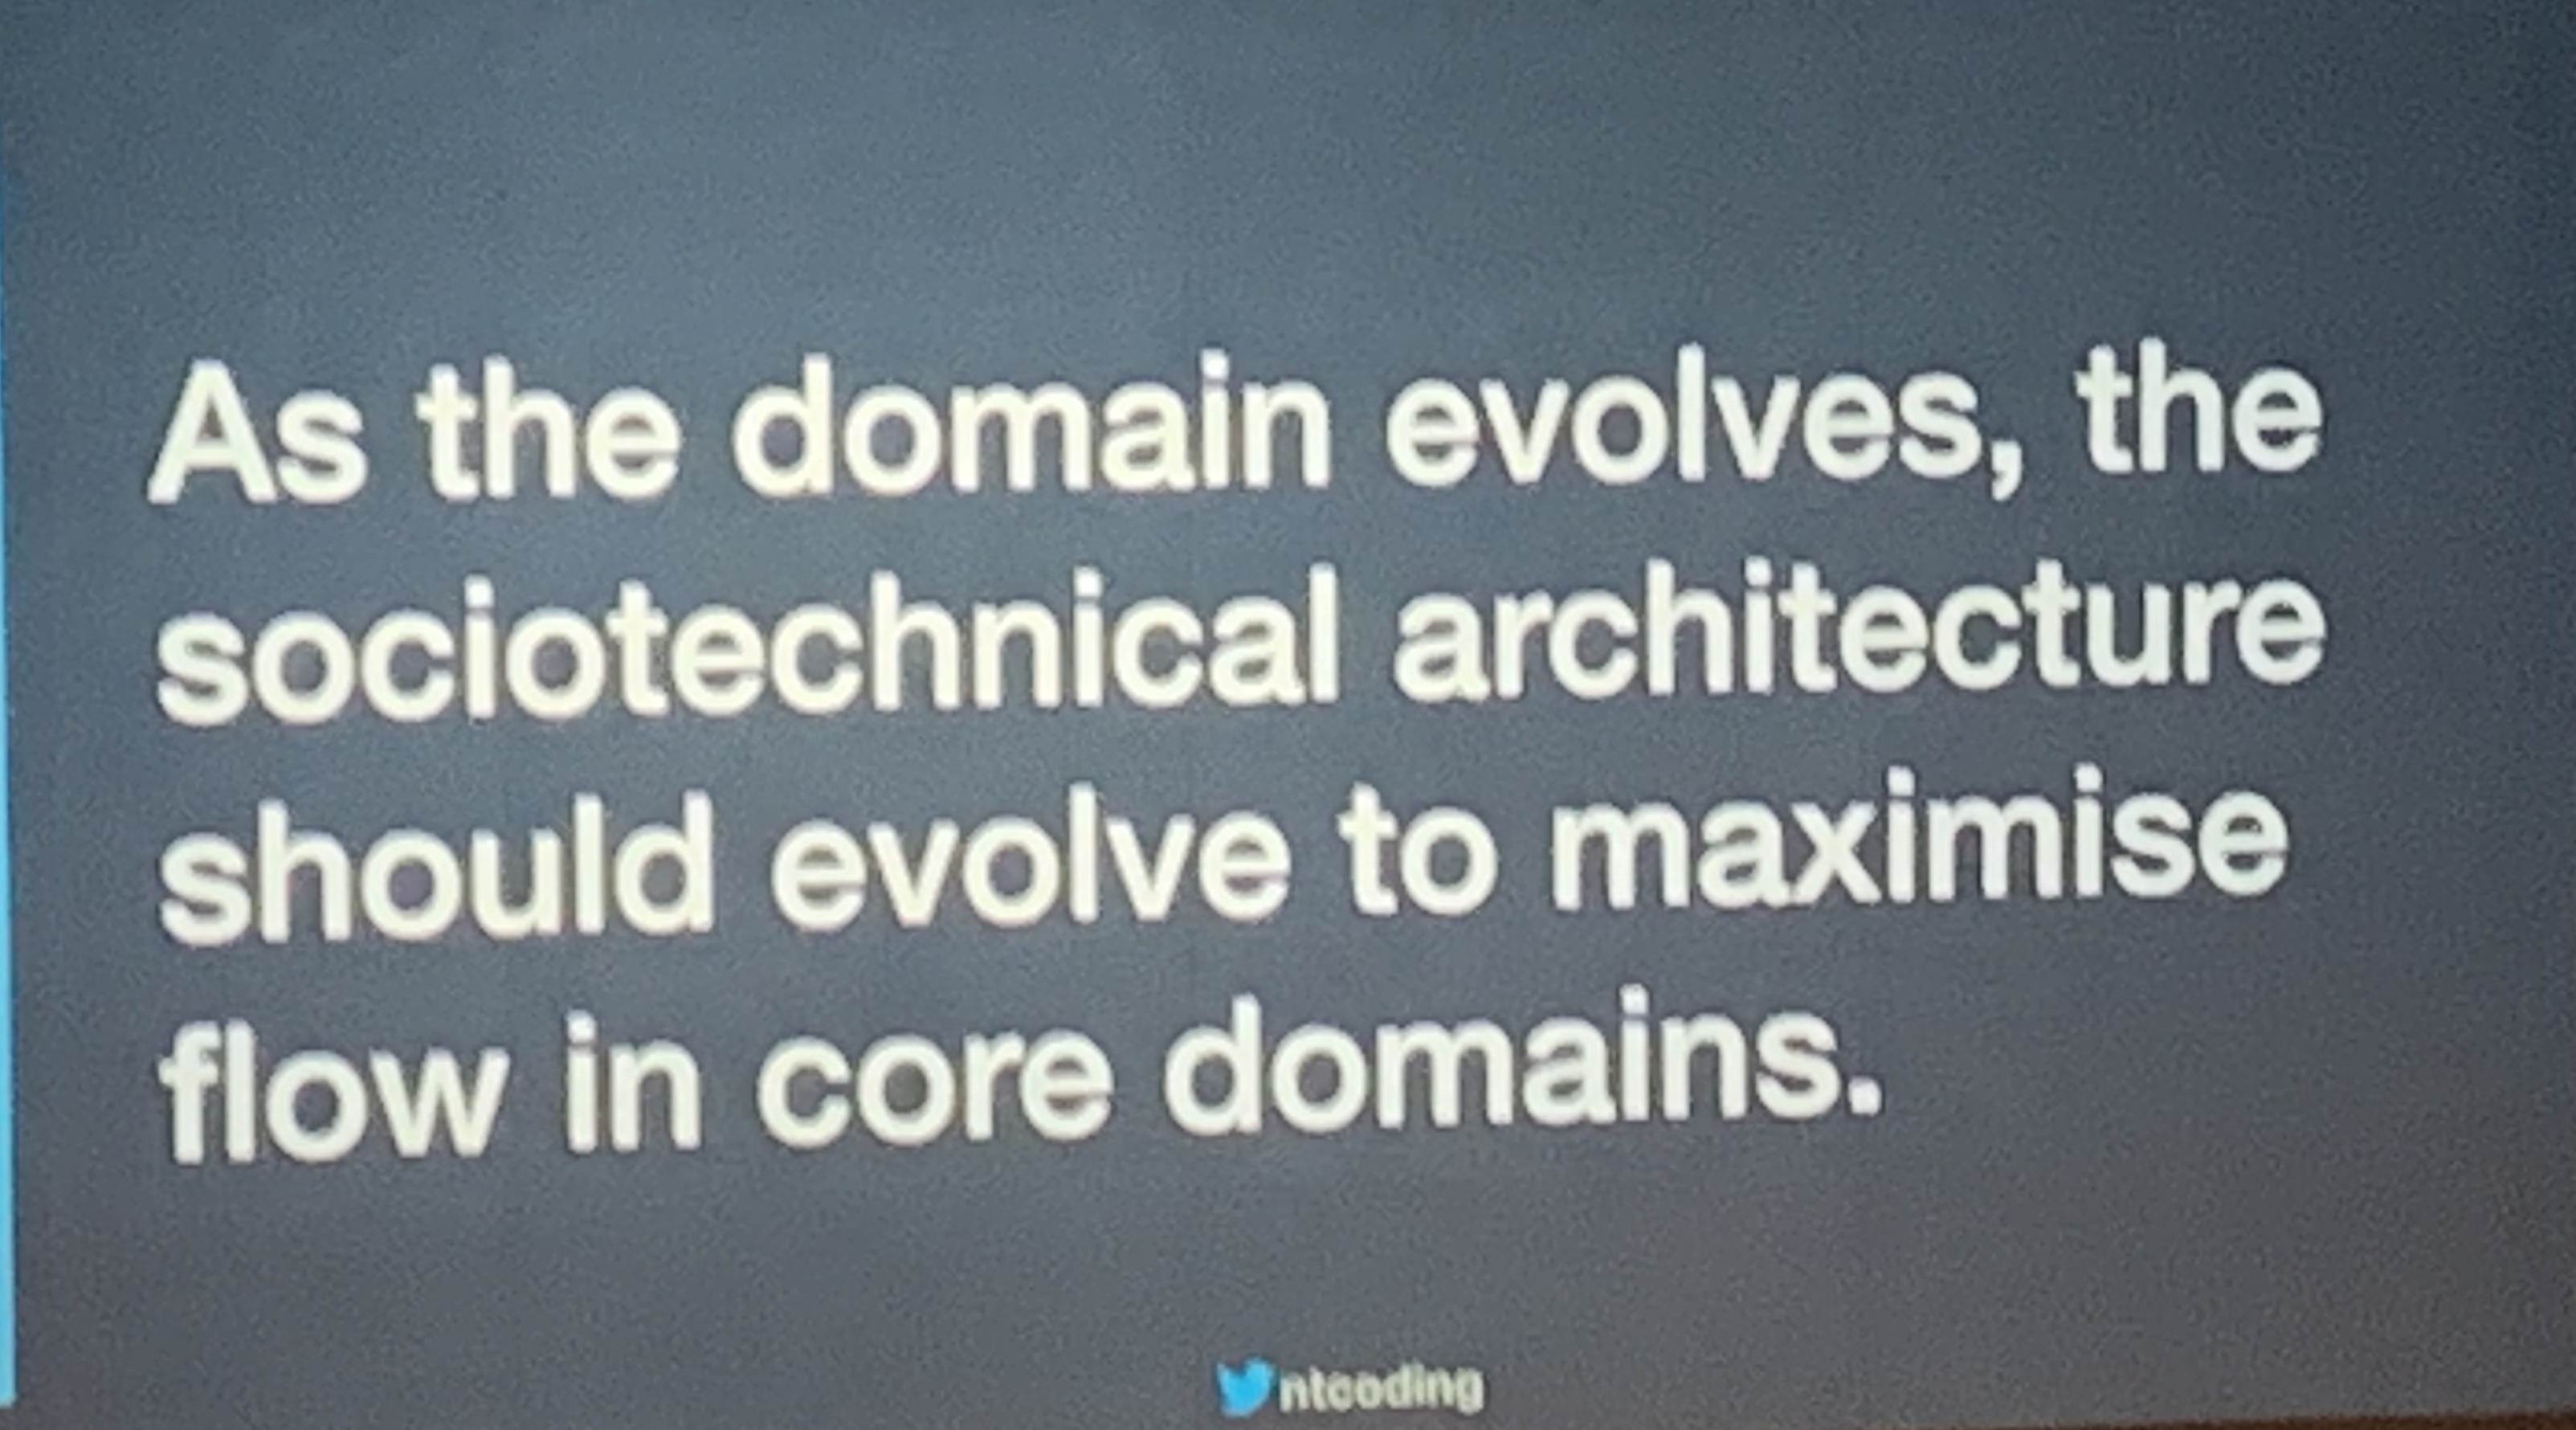 As the domain evolves, the
sociotechnical architecture
should evolve to maximise
flow in core domains.
ntcoding